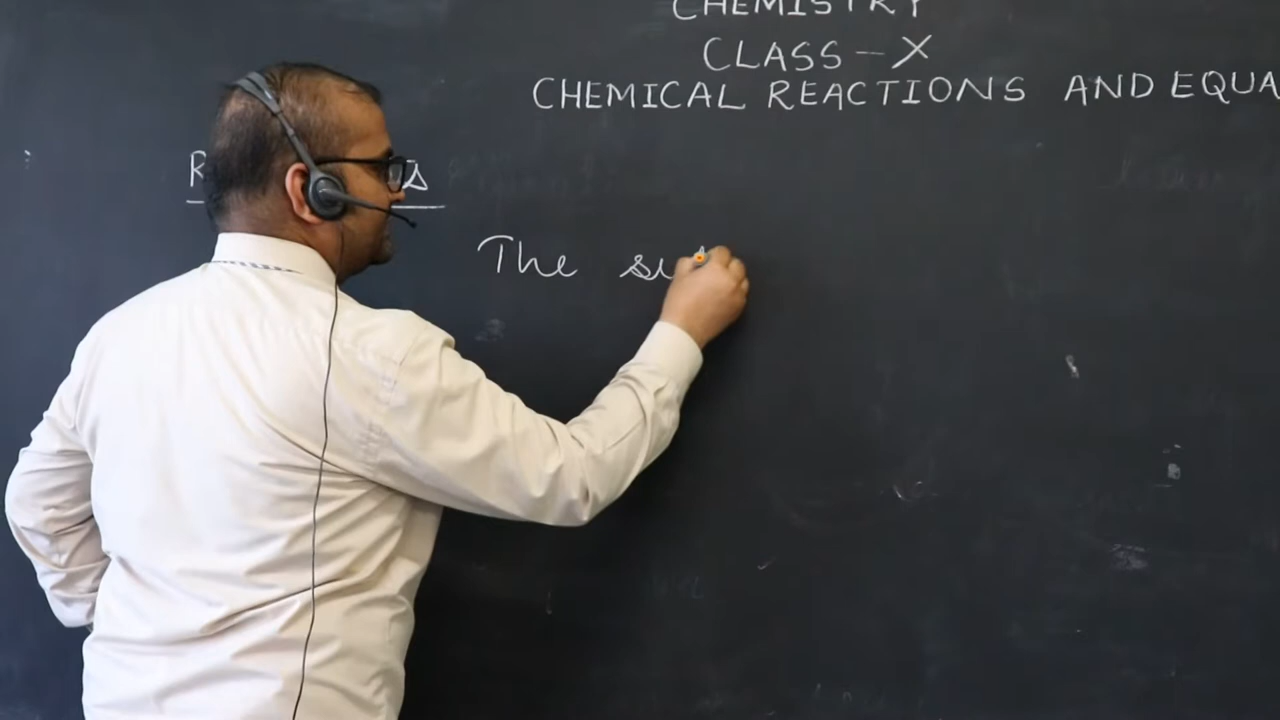 CHEMISTRY
CLASS - X
CHEMICAL REACTIONS AND EQUA
The